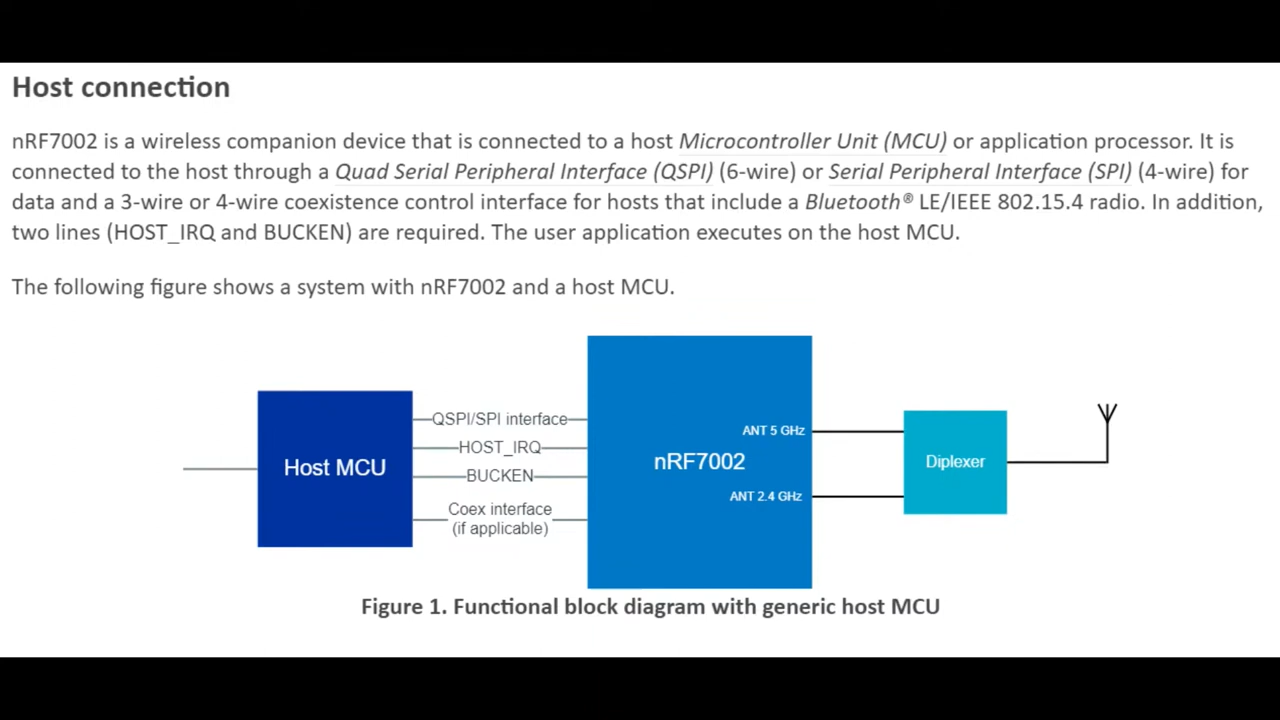 Host connection
nRF7002 is a wireless companion device that is connected to a host Microcontroller Unit (MCU) or application processor. It is
connected to the host through a Quad Serial Peripheral Interface (QSPI) (6-wire) or Serial Peripheral Interface (SPI) (4-wire) for
data and a 3-wire or 4-wire coexistence control interface for hosts that include a Bluetooth® LE/IEEE 802.15.4 radio. In addition,
two lines (HOST_IRQ and BUCKEN) are required. The user application executes on the host MCU.
The following figure shows a system with nRF7002 and a host MCU.
Host MCU
QSPI/SPI interface
HOST_IRQ
BUCKEN
Coex interface
(if applicable)
nRF7002
ANT 5 GHz
ANT 2.4 GHz
Diplexer
Figure 1. Functional block diagram with generic host MCU